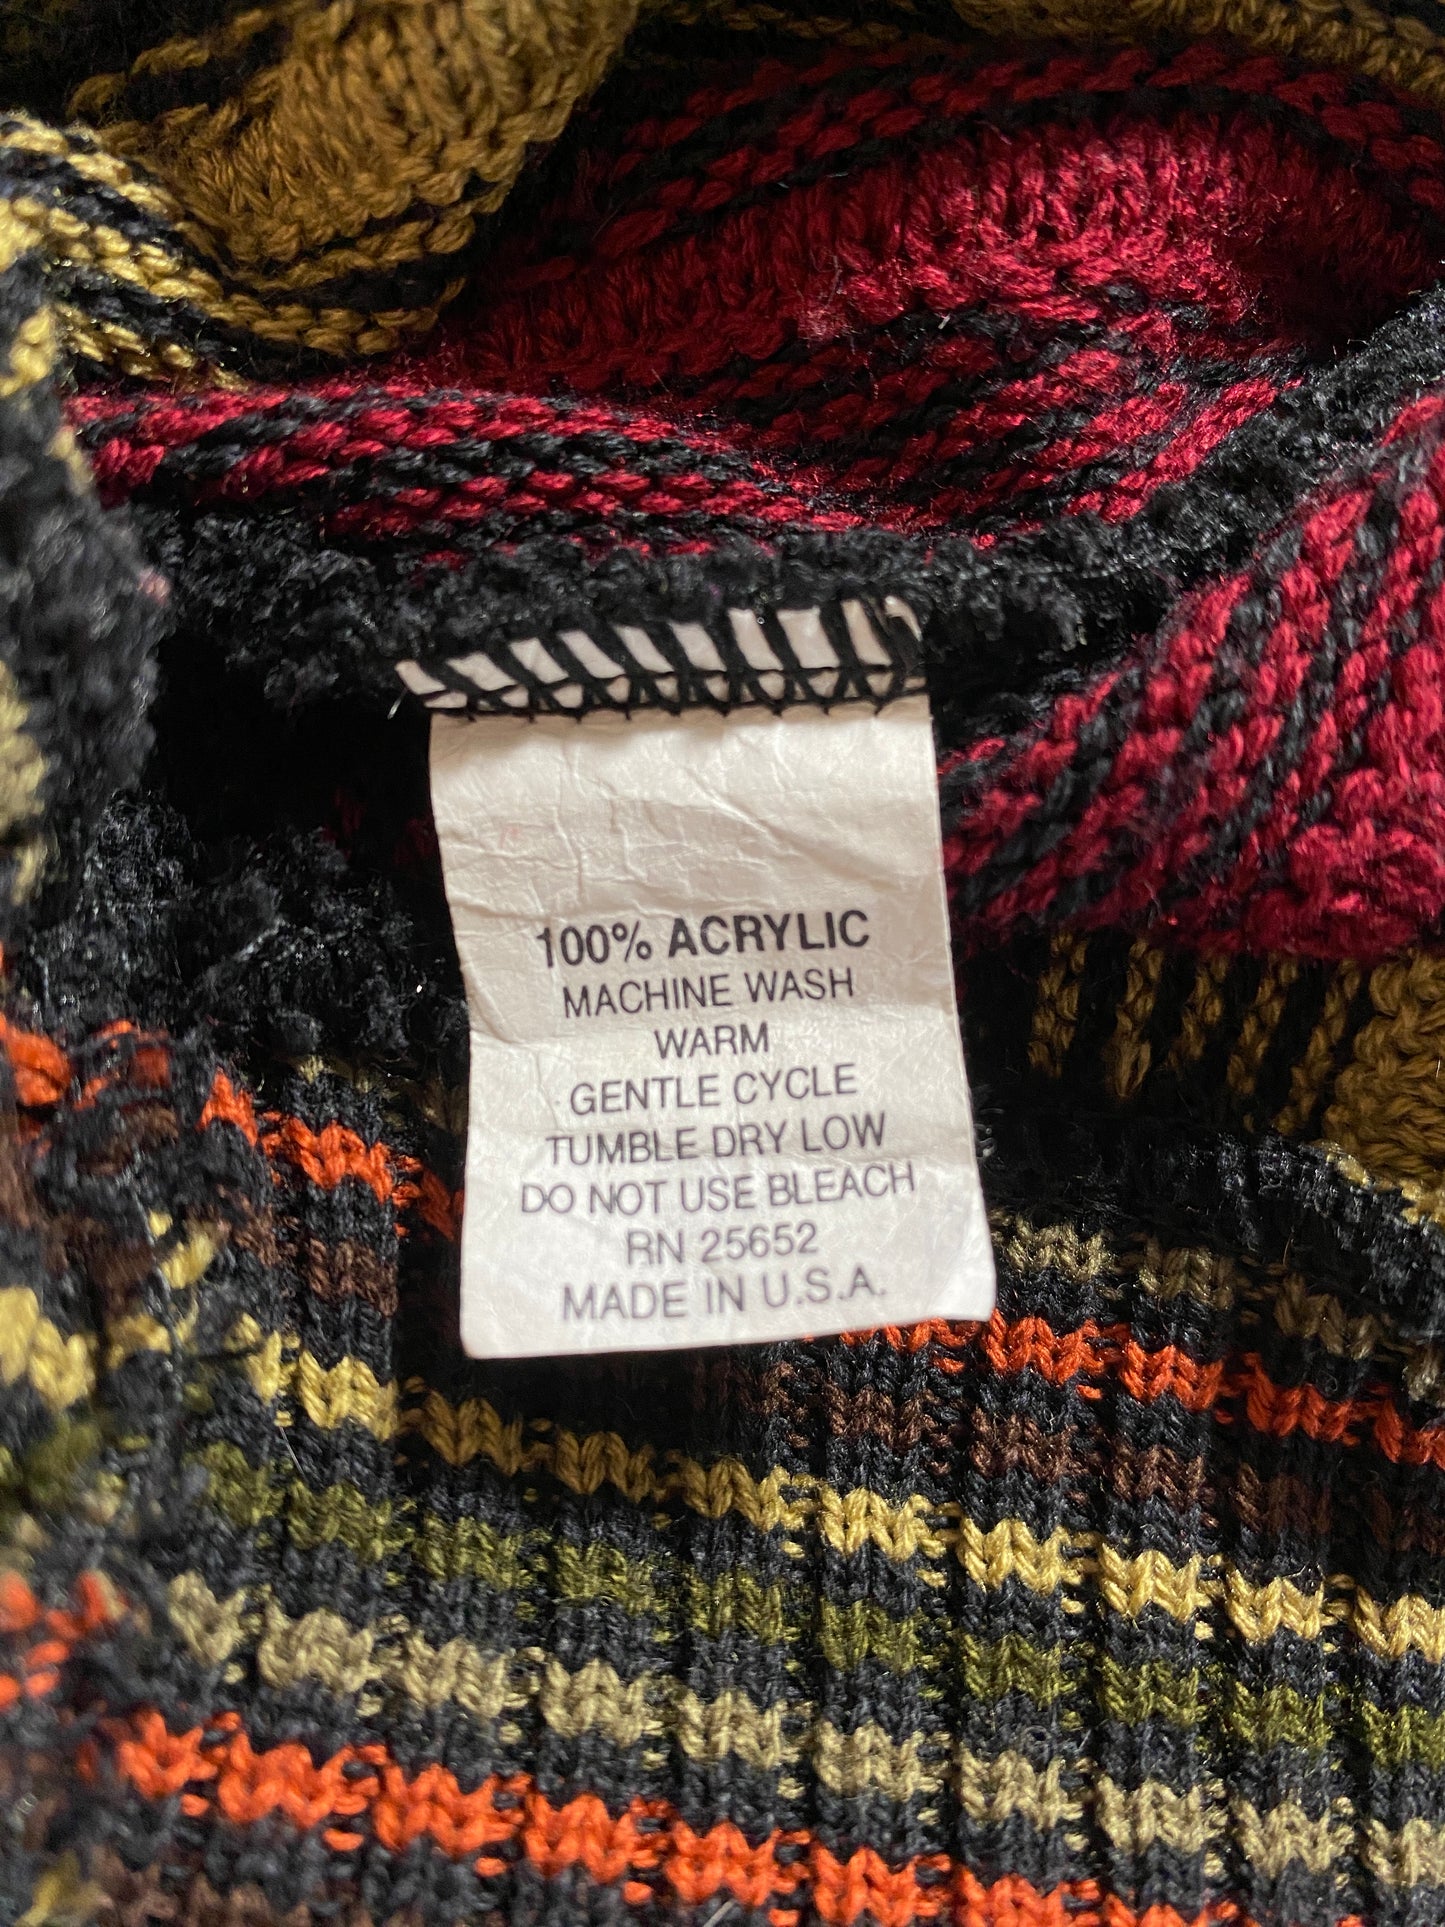 100% ACRYLIC
MACHINE WASH
WARM
GENTLE CYCLE
TUMBLE DRY LOW
DO NOT USE BLEACH
RN 25652
MADE IN U.S.A.